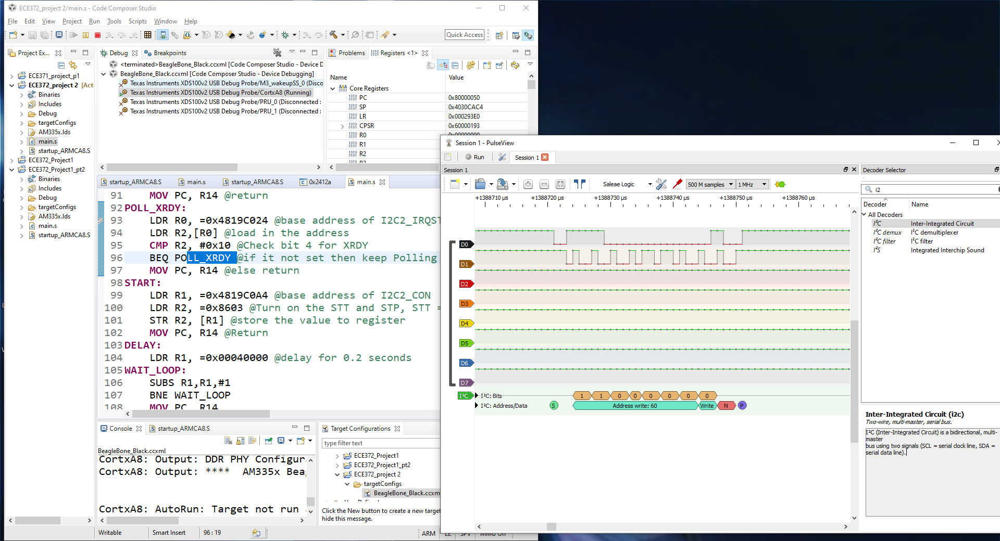 ECE372_project 2/main.s - Code Composer Studio
File Edit View Project Run Tools Scripts Window Help
Quick Access
Project Ex...
ECE371_project_p1
ECE372_project 2 [Acti
Binaries
Includes
Debug
targetConfigs
AM335x.lds
main.s
startup_ARMCA8.S
ECE372_Project1
ECE372_Project1_pt2
Binaries
Includes
Debug
targetConfigs
AM335x.lds
main.s
startup_ARMCA8.S
Debug Breakpoints
<terminated>BeagleBone_Black.ccxml [Code Composer Studio - Device D
BeagleBone_Black.ccxml [Code Composer Studio - Device Debugging]
Texas Instruments XDS100v2 USB Debug Probe/M3_wakeupSS_0 (Disco
Texas Instruments XDS100v2 USB Debug Probe/CortxA8 (Running)
Texas Instruments XDS100v2 USB Debug Probe/PRU_0 (Disconnected :
Texas Instruments XDS100v2 USB Debug Probe/PRU_1 (Disconnected :
Problems Registers <1>
Name Value
Core Registers
PC 0x80000050
SP 0x4030CAC4
LR 0x000293E0
CPSR 0x60000193
R0 0x00000000
R1
R2
startup_ARMCA8.S main.s startup_ARMCA8.S 0x2412a main.s
91 MOV PC, R14 @return
92 POLL_XRDY:
93 LDR R0, =0x4819C024 @base address of I2C2_IRQST
94 LDR R2,[R0] @load in the address
95 CMP R2, #0x10 @Check bit 4 for XRDY
96 BEQ POLL_XRDY @if it not set then keep Polling
97 MOV PC, R14 @else return
98 START:
99 LDR R1, =0x4819C0A4 @base address of I2C2_CON
100 LDR R2, =0x8603 @Turn on the STT and STP, STT =
101 STR R2, [R1] @store the value to register
102 MOV PC, R14 @Return
103 DELAY:
104 LDR R1, =0x00040000 @delay for 0.2 seconds
105 WAIT_LOOP:
106 SUBS R1,R1,#1
107 BNE WAIT_LOOP
108 MOV PC, R14
Console startup_ARMCA8.S
BeagleBone_Black.ccxml
CortxA8: Output: DDR PHY Configur
CortxA8: Output: **** AM335x Bea
CortxA8: AutoRun: Target not run
Target Configurations
type filter text
ECE372_Project1
ECE372_Project1_pt2
ECE372_project 2
targetConfigs
BeagleBone_Black.ccxm
Click the New button to create a new target
hide this message.
Writable Smart Insert 96 : 19 ARM LE SPV MMU Off
Session 1 - PulseView
Run Session 1
Session 1
Saleae Logic 500 M samples 1 MHz
+1388710 µs +1388720 µs +1388730 µs +1388740 µs +1388750 µs +1388760 µs
D0
D1
D2
D3
D4
D5
D6
D7
I²C I²C: Bits 1 1 0 0 0 0 0 0
I²C: Address/Data S Address write: 60 Write N P
Decoder Selector
i2
Decoder Name
All Decoders
I²C Inter-Integrated Circuit
I²C demux I²C demultiplexer
I²C filter I²C filter
I²S Integrated Interchip Sound
Inter-Integrated Circuit (i2c)
Two-wire, multi-master, serial bus.
I²C (Inter-Integrated Circuit) is a bidirectional, multi-
master
bus using two signals (SCL = serial clock line, SDA =
serial data line).